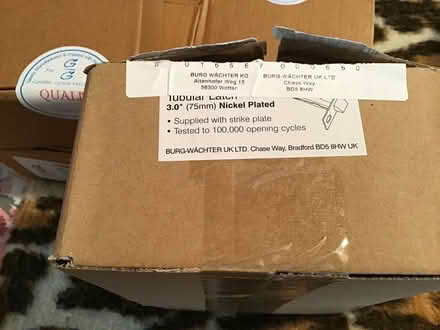 BURG WÄCHTER KG
Altenhofer Weg 15
58300 Wetter
BURG-WÄCHTER UK LTD
Chase Way
BD5 8HW
Tubular Latch
3.0" (75mm) Nickel Plated
• Supplied with strike plate
• Tested to 100,000 opening cycles
BURG-WÄCHTER UK LTD. Chase Way, Bradford BD5 8HW UK
G
G
QUALI